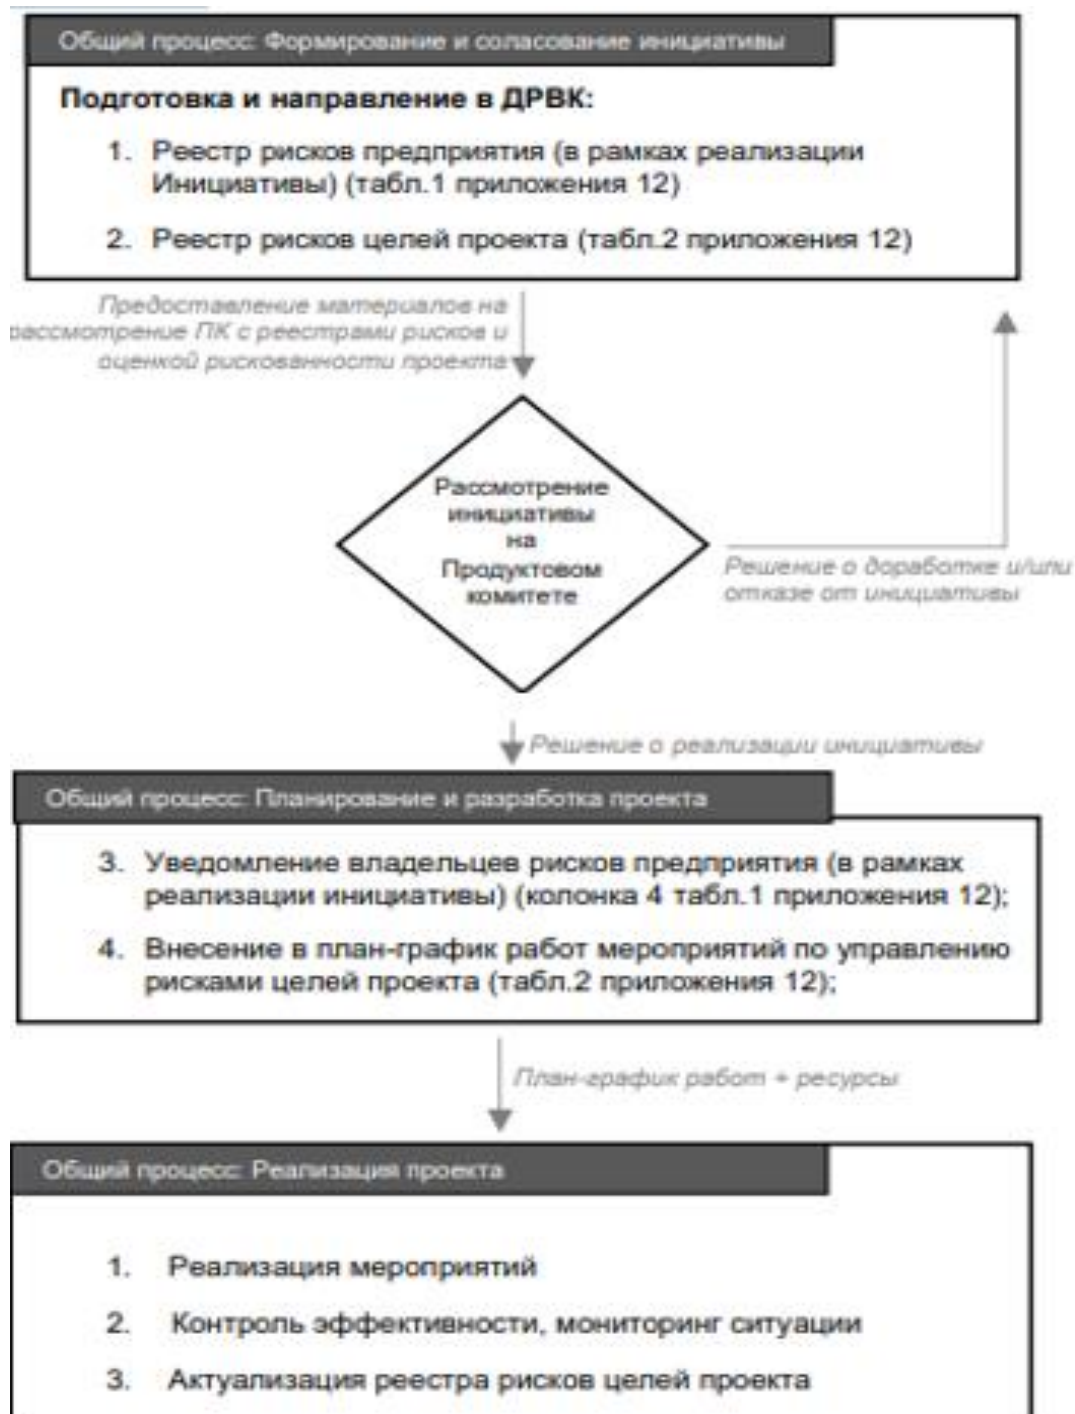 Общий процесс: Формирование и соласование инициативы
Подготовка и направление в ДРВК:
1. Реестр рисков предприятия (в рамках реализации
Инициативы) (табл.1 приложения 12)
2. Реестр рисков целей проекта (табл.2 приложения 12)
Предоставление материалов на
рассмотрение ПК с реестрами рисков и
оценкой рискованности проекта
Рассмотрение
инициативы
на
Продуктовом
комитете
Решение о доработке и/или
отказе от инициативы
Решение о реализации инициативы
Общий процесс: Планирование и разработка проекта
3. Уведомление владельцев рисков предприятия (в рамках
реализации инициативы) (колонка 4 табл.1 приложения 12);
4. Внесение в план-график работ мероприятий по управлению
рисками целей проекта (табл.2 приложения 12);
План-график работ + ресурсы
Общий процесс: Реализация проекта
1. Реализация мероприятий
2. Контроль эффективности, мониторинг ситуации
3. Актуализация реестра рисков целей проекта